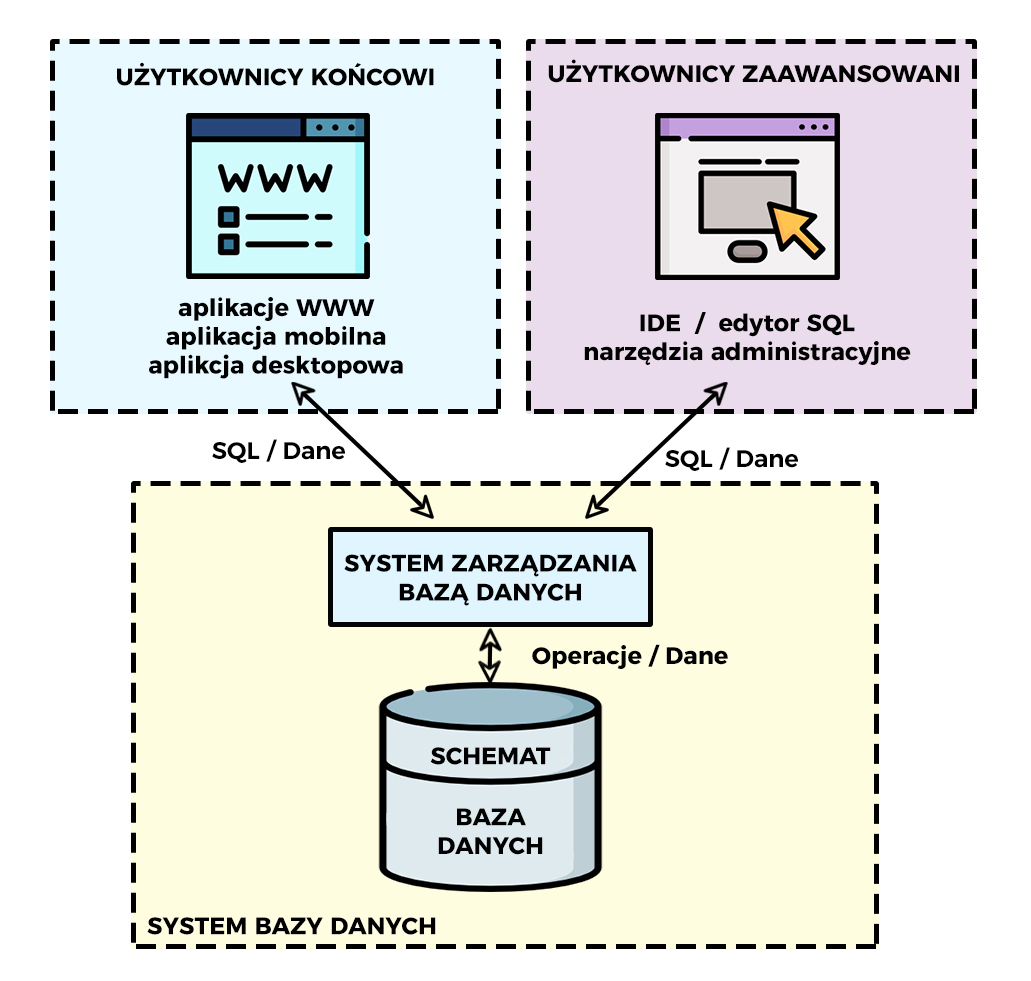 UŻYTKOWNICY KOŃCOWI
WWW
aplikacje WWW
aplikacja mobilna
aplikcja desktopowa
UŻYTKOWNICY ZAAWANSOWANI
IDE / edytor SQL
narzędzia administracyjne
SQL / Dane
SQL / Dane
SYSTEM ZARZĄDZANIA
BAZĄ DANYCH
Operacje / Dane
SCHEMAT
BAZA
DANYCH
SYSTEM BAZY DANYCH